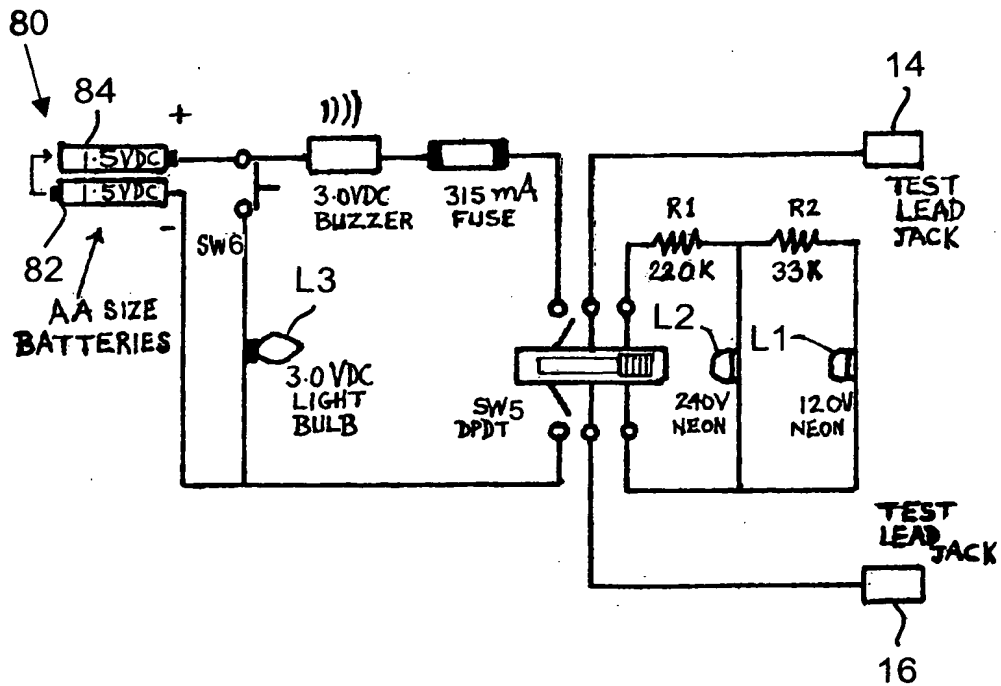 80
84
+
1.5VDC
1.5VDC
-
82
AA SIZE
BATTERIES
SW6
3.0VDC
BUZZER
315 mA
FUSE
L3
3.0 VDC
LIGHT
BULB
14
TEST
LEAD
JACK
R1
220K
R2
33K
L2
L1
SW5
DPDT
240V
NEON
120V
NEON
TEST
LEAD
JACK
16